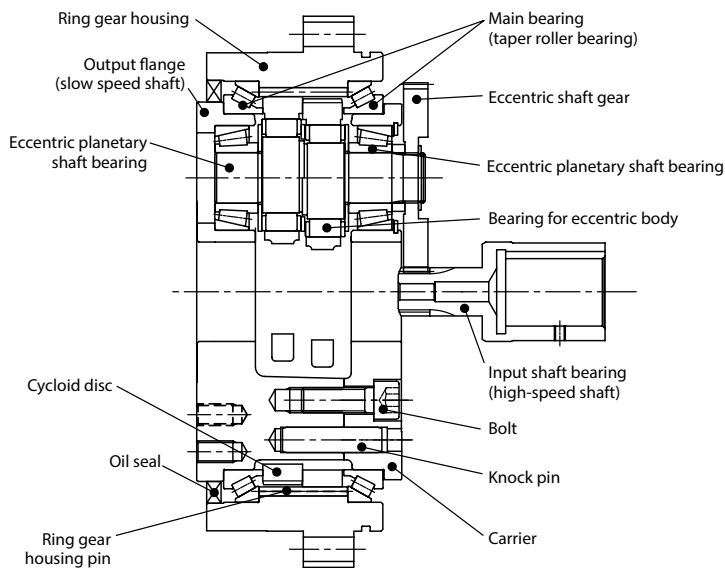 Ring gear housing
Main bearing
(taper roller bearing)
Output flange
(slow speed shaft)
Eccentric shaft gear
Eccentric planetary
shaft bearing
Eccentric planetary shaft bearing
Bearing for eccentric body
Input shaft bearing
(high-speed shaft)
Cycloid disc
Bolt
Oil seal
Knock pin
Ring gear
housing pin
Carrier